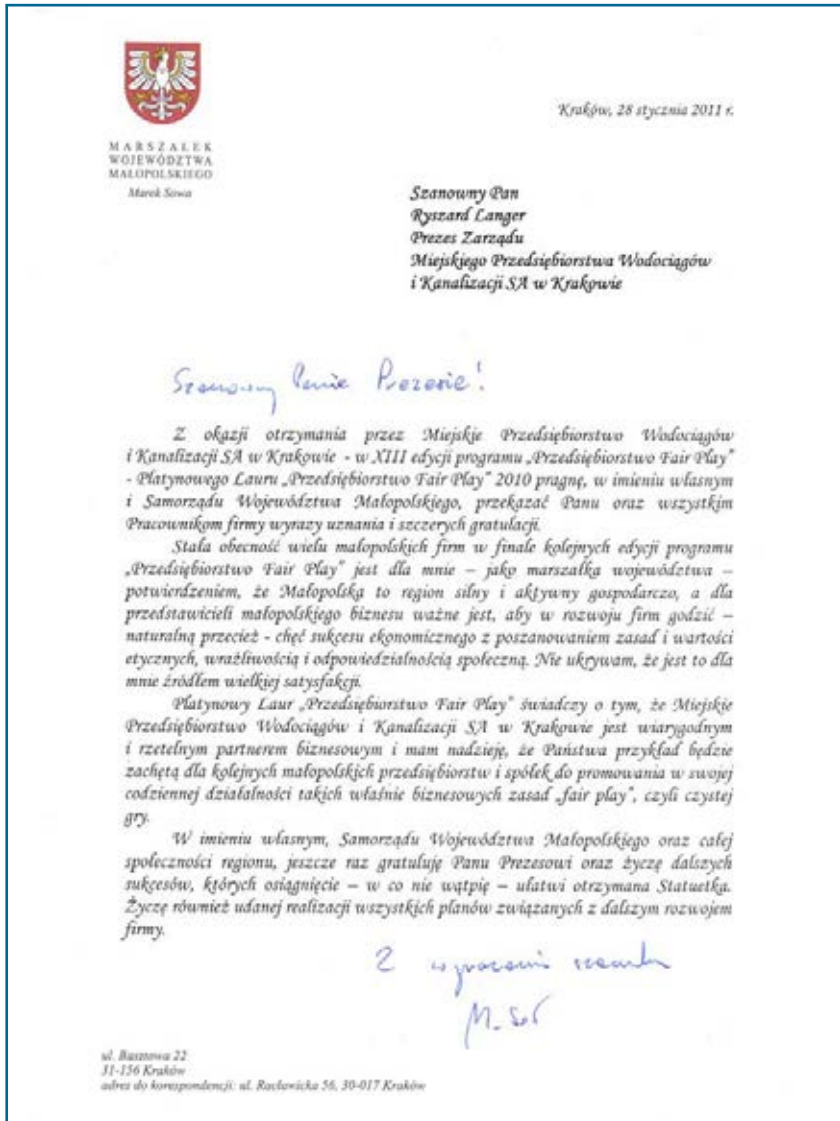 MARSZAŁEK
WOJEWÓDZTWA
MAŁOPOLSKIEGO
Marek Sowa
Kraków, 28 stycznia 2011 r.
Szanowny Pan
Ryszard Langer
Prezes Zarządu
Miejskiego Przedsiębiorstwa Wodociągów
i Kanalizacji SA w Krakowie
Szanowny Panie Prezesie!
Z okazji otrzymania przez Miejskie Przedsiębiorstwo Wodociągów
i Kanalizacji SA w Krakowie - w XIII edycji programu „Przedsiębiorstwo Fair Play”
- Platynowego Lauru „Przedsiębiorstwo Fair Play” 2010 pragnę, w imieniu własnym
i Samorządu Województwa Małopolskiego, przekazać Panu oraz wszystkim
Pracownikom firmy wyrazy uznania i szczerych gratulacji.
Stała obecność wielu małopolskich firm w finale kolejnych edycji programu
„Przedsiębiorstwo Fair Play” jest dla mnie – jako marszałka województwa –
potwierdzeniem, że Małopolska to region silny i aktywny gospodarczo, a dla
przedstawicieli małopolskiego biznesu ważne jest, aby w rozwoju firm godzić –
naturalną przecież - chęć sukcesu ekonomicznego z poszanowaniem zasad i wartości
etycznych, wrażliwością i odpowiedzialnością społeczną. Nie ukrywam, że jest to dla
mnie źródłem wielkiej satysfakcji.
Platynowy Laur „Przedsiębiorstwo Fair Play” świadczy o tym, że Miejskie
Przedsiębiorstwo Wodociągów i Kanalizacji SA w Krakowie jest wiarygodnym
i rzetelnym partnerem biznesowym i mam nadzieję, że Państwa przykład będzie
zachętą dla kolejnych małopolskich przedsiębiorstw i spółek do promowania w swojej
codziennej działalności takich właśnie biznesowych zasad „fair play”, czyli czystej
gry.
W imieniu własnym, Samorządu Województwa Małopolskiego oraz całej
społeczności regionu, jeszcze raz gratuluję Panu Prezesowi oraz życzę dalszych
sukcesów, których osiągnięcie – w co nie wątpię – ułatwi otrzymana Statuetka.
Życzę również udanej realizacji wszystkich planów związanych z dalszym rozwojem
firmy.
Z wyrazami szacunku
ul. Basztowa 22
31-156 Kraków
adres do korespondencji: ul. Racławicka 56, 30-017 Kraków